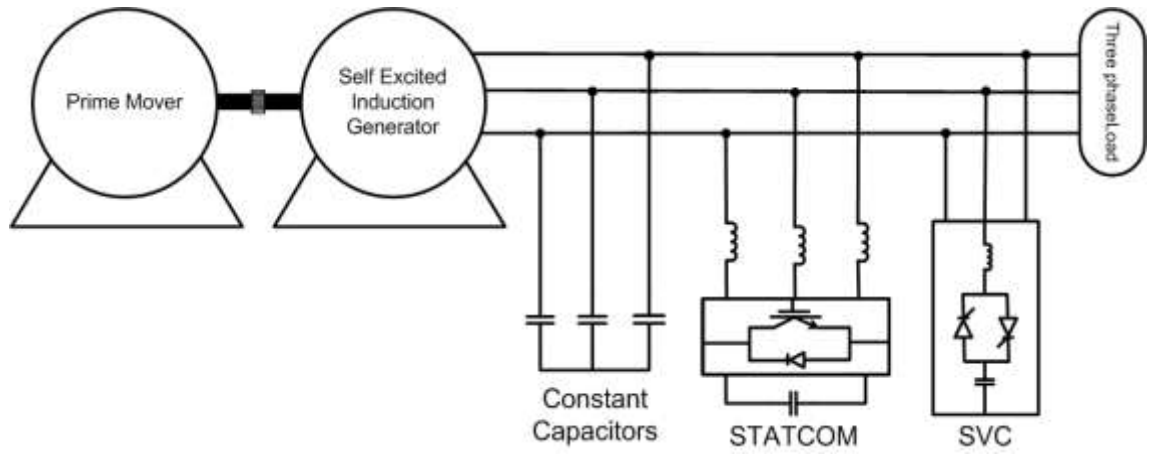 Prime Mover
Self Excited
Induction
Generator
Three phaseLoad
Constant
Capacitors
STATCOM
SVC